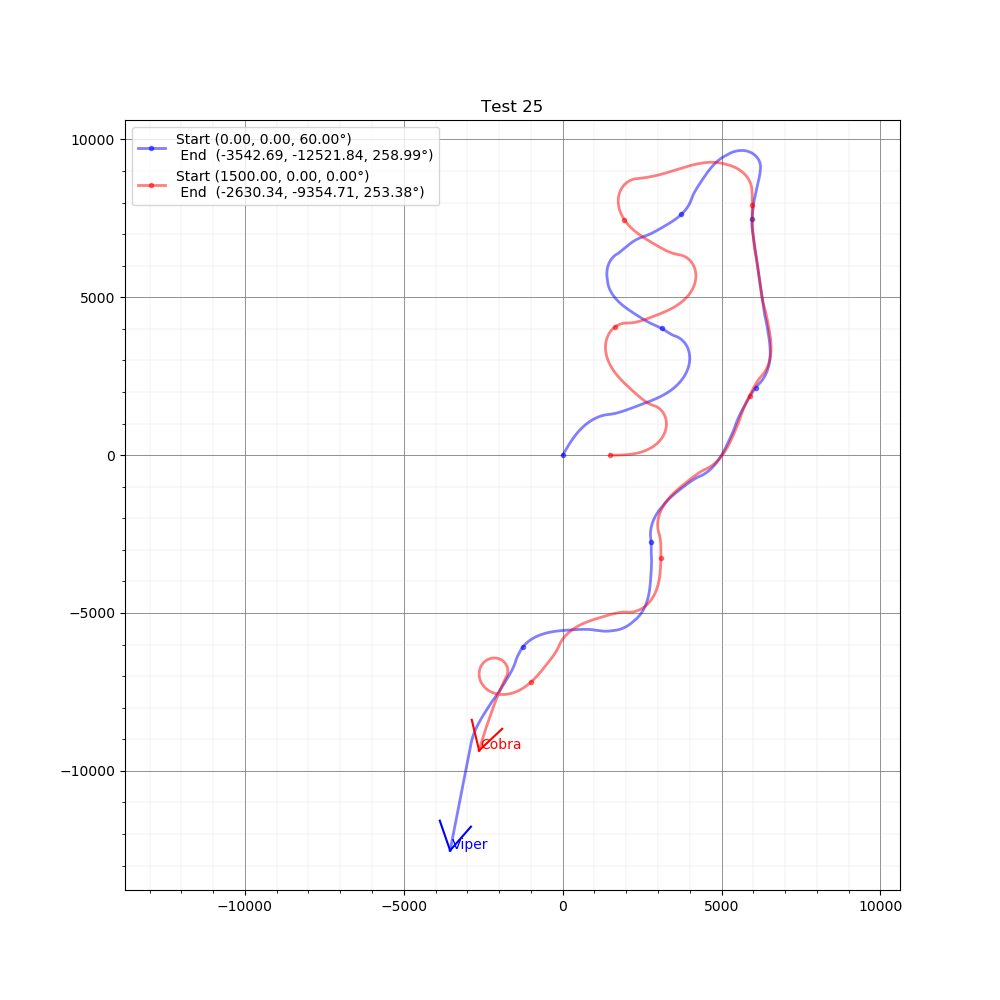 Test 25
Start (0.00, 0.00, 60.00°)
End (-3542.69, -12521.84, 258.99°)
Start (1500.00, 0.00, 0.00°)
End (-2630.34, -9354.71, 253.38°)
10000
5000
0
−5000
−10000
Cobra
Viper
−10000 −5000 0 5000 10000